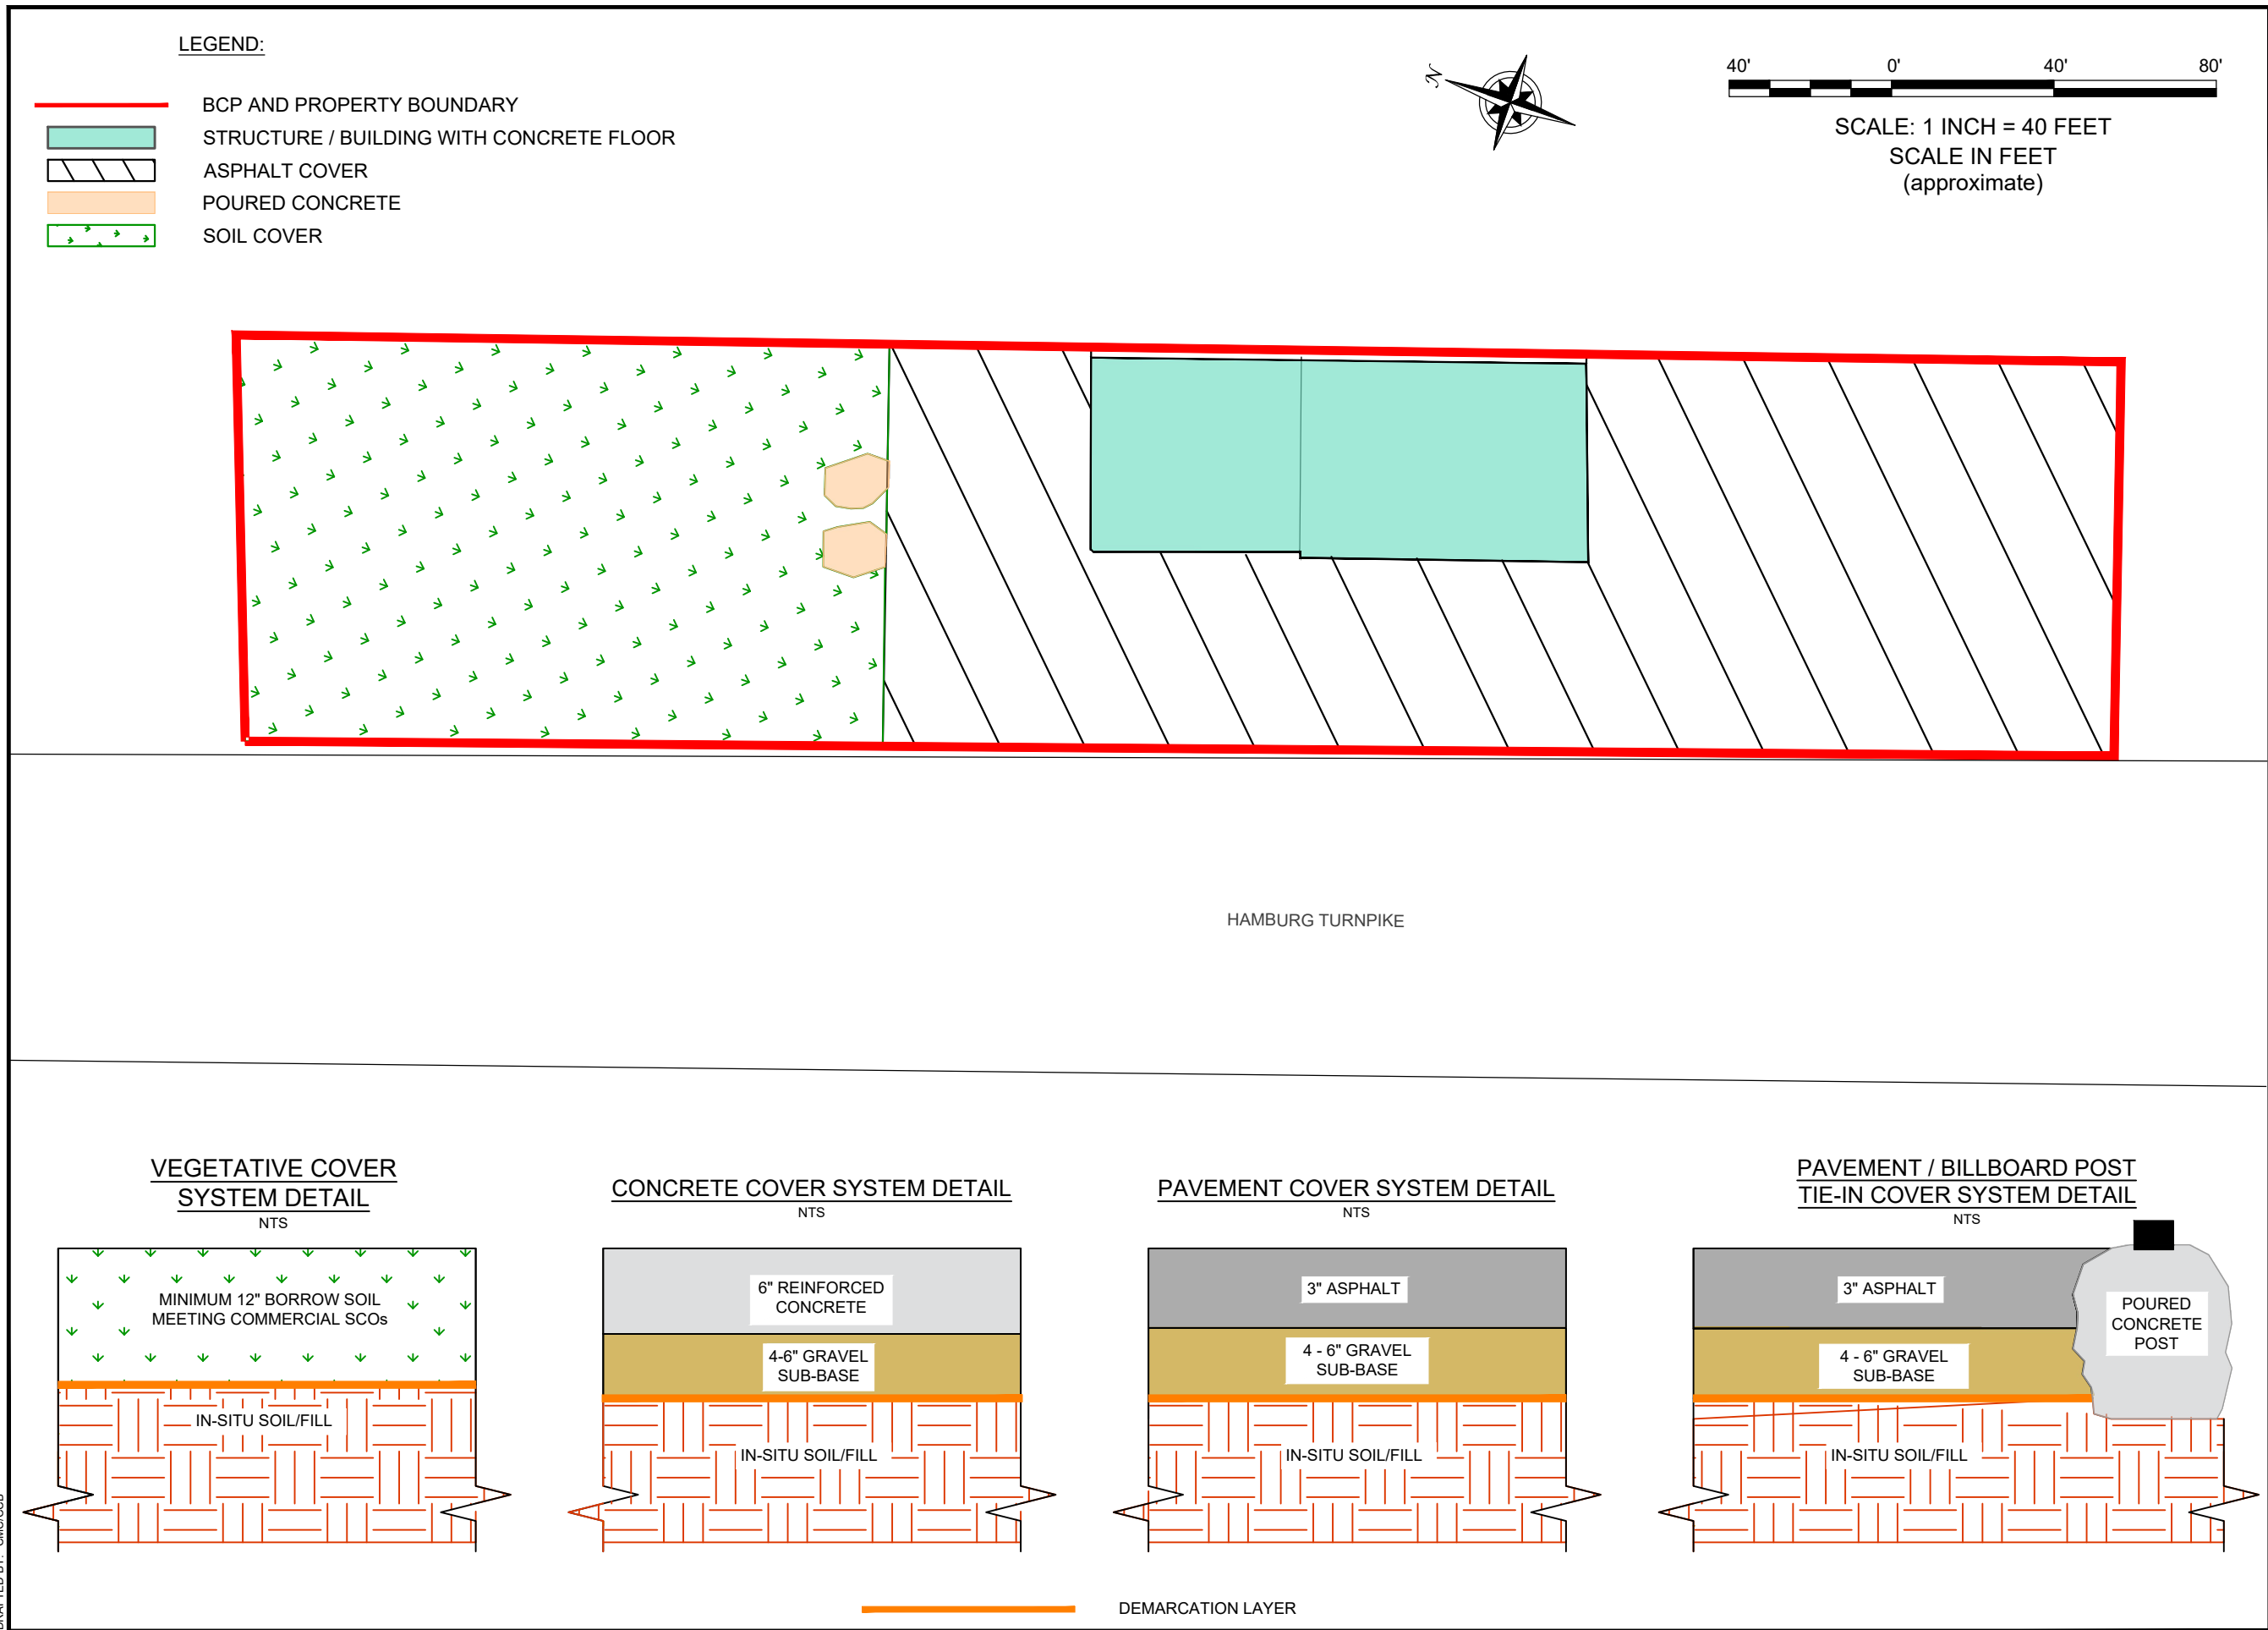 LEGEND:
BCP AND PROPERTY BOUNDARY
STRUCTURE / BUILDING WITH CONCRETE FLOOR
ASPHALT COVER
POURED CONCRETE
SOIL COVER
N
40' 0' 40' 80'
SCALE: 1 INCH = 40 FEET
SCALE IN FEET
(approximate)
HAMBURG TURNPIKE
VEGETATIVE COVER
SYSTEM DETAIL
NTS
MINIMUM 12" BORROW SOIL
MEETING COMMERCIAL SCOs
IN-SITU SOIL/FILL
CONCRETE COVER SYSTEM DETAIL
NTS
6" REINFORCED
CONCRETE
4-6" GRAVEL
SUB-BASE
IN-SITU SOIL/FILL
PAVEMENT COVER SYSTEM DETAIL
NTS
3" ASPHALT
4 - 6" GRAVEL
SUB-BASE
IN-SITU SOIL/FILL
PAVEMENT / BILLBOARD POST
TIE-IN COVER SYSTEM DETAIL
NTS
3" ASPHALT
4 - 6" GRAVEL
SUB-BASE
POURED
CONCRETE
POST
IN-SITU SOIL/FILL
DEMARCATION LAYER